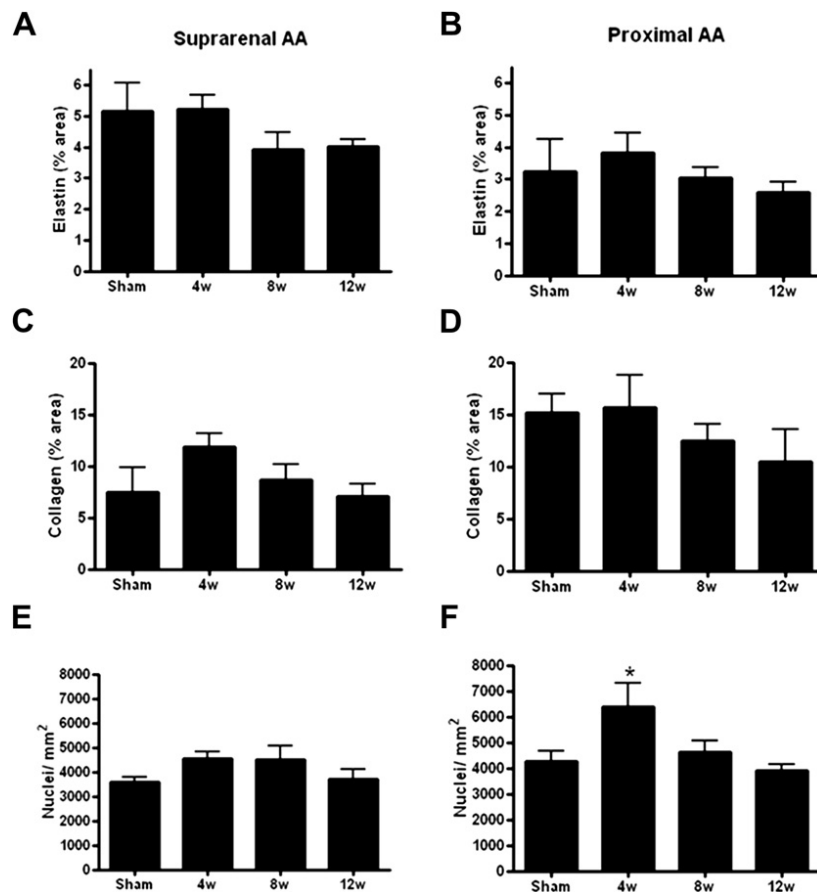 A
Suprarenal AA
Elastin (% area)
6
5
4
3
2
1
0
Sham 4w 8w 12w
B
Proximal AA
Elastin (% area)
6
5
4
3
2
1
0
Sham 4w 8w 12w
C
Collagen (% area)
20
15
10
5
0
Sham 4w 8w 12w
D
Collagen (% area)
20
15
10
5
0
Sham 4w 8w 12w
E
Nuclei/ mm²
8000
7000
6000
5000
4000
3000
2000
1000
0
Sham 4w 8w 12w
F
Nuclei/ mm²
8000
7000
6000
5000
4000
3000
2000
1000
0
*
Sham 4w 8w 12w